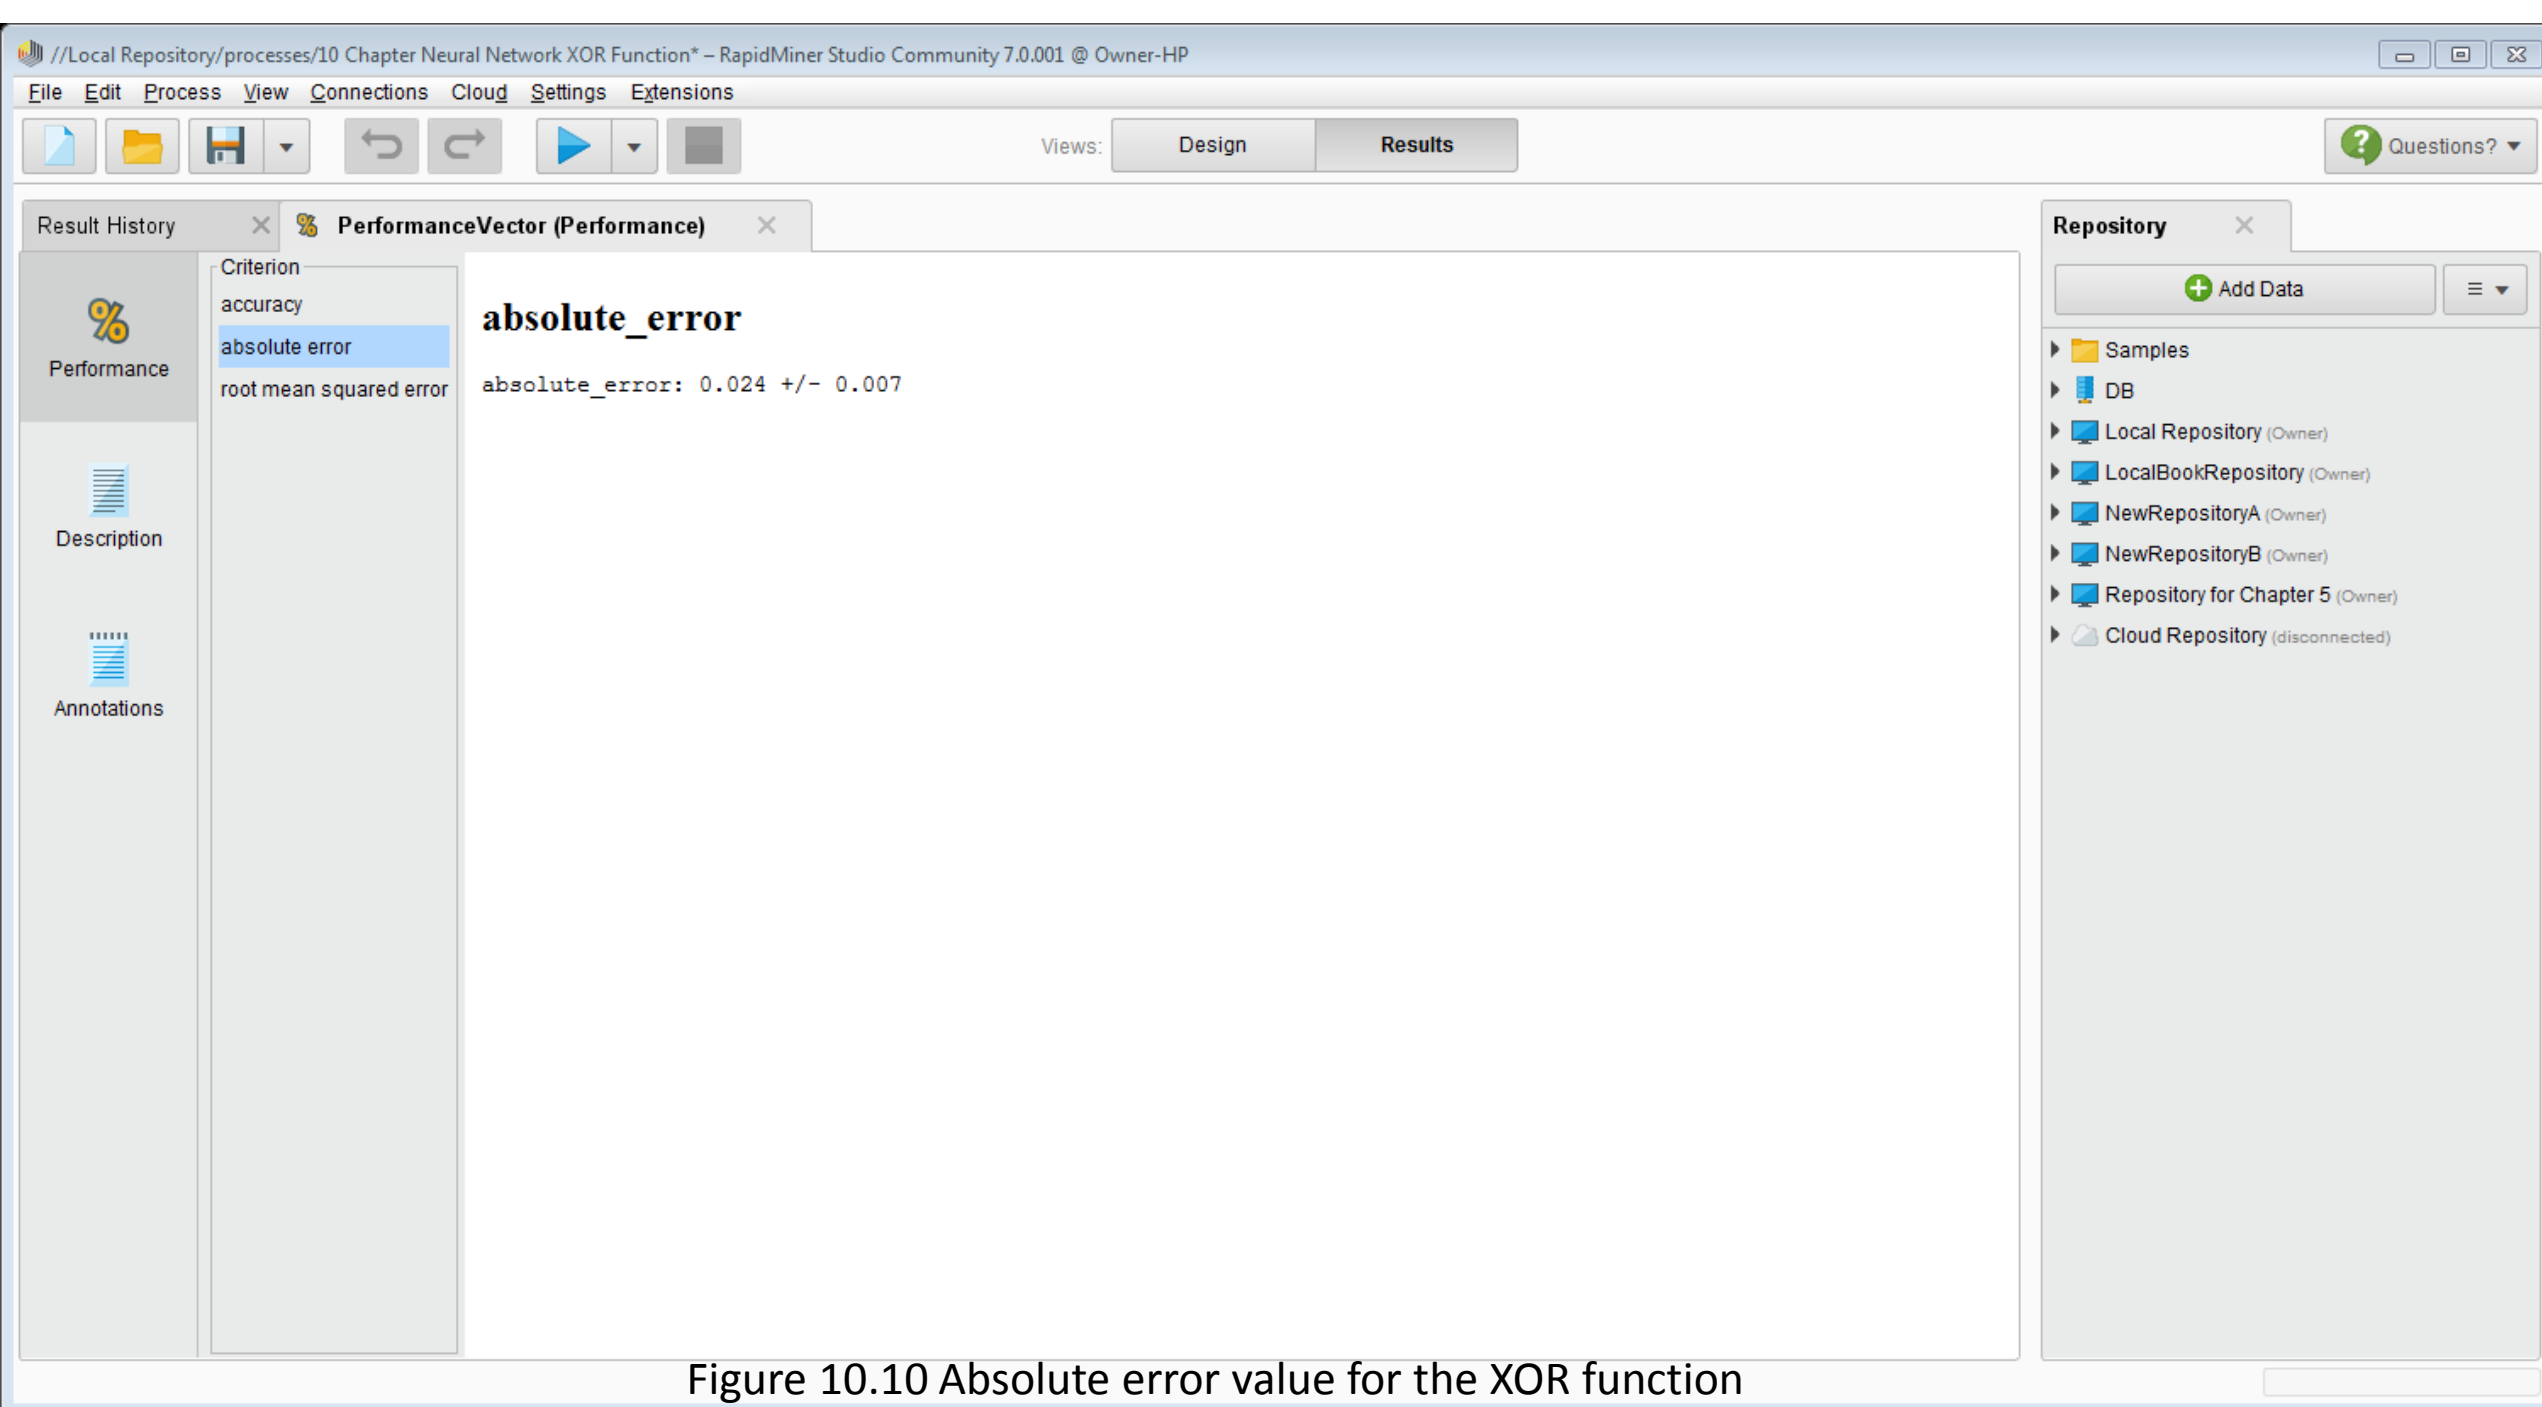 //Local Repository/processes/10 Chapter Neural Network XOR Function* – RapidMiner Studio Community 7.0.001 @ Owner-HP
File Edit Process View Connections Cloud Settings Extensions
Views: Design Results Questions?
Result History PerformanceVector (Performance)
Performance
Description
Annotations
Criterion
accuracy
absolute error
root mean squared error
absolute_error
absolute_error: 0.024 +/- 0.007
Repository
Add Data
Samples
DB
Local Repository (Owner)
LocalBookRepository (Owner)
NewRepositoryA (Owner)
NewRepositoryB (Owner)
Repository for Chapter 5 (Owner)
Cloud Repository (disconnected)
Figure 10.10 Absolute error value for the XOR function